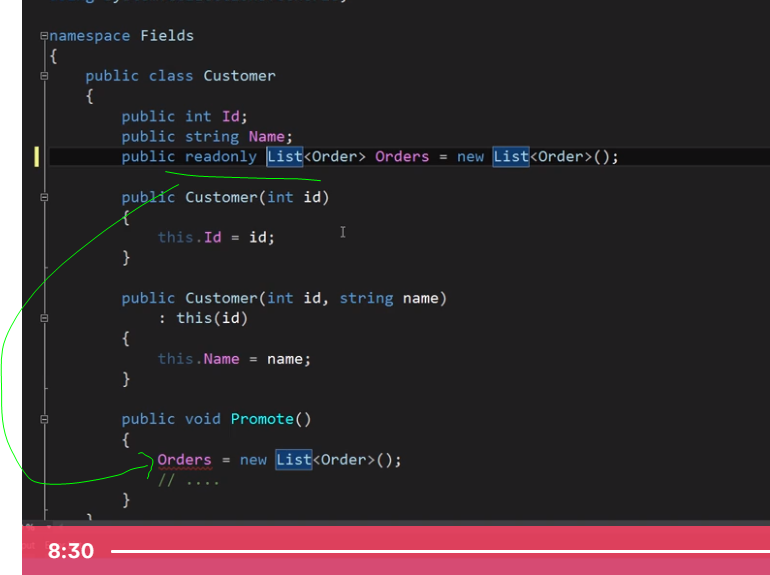 namespace Fields
{
public class Customer
{
public int Id;
public string Name;
public readonly List<Order> Orders = new List<Order>();
public Customer(int id)
{
this.Id = id;
}
public Customer(int id, string name)
: this(id)
{
this.Name = name;
}
public void Promote()
{
Orders = new List<Order>();
// ....
}
}
8:30